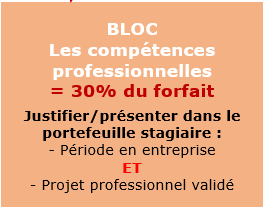 BLOC
Les compétences
professionnelles
= 30% du forfait
Justifier/présenter dans le
portefeuille stagiaire :
- Période en entreprise
ET
- Projet professionnel validé